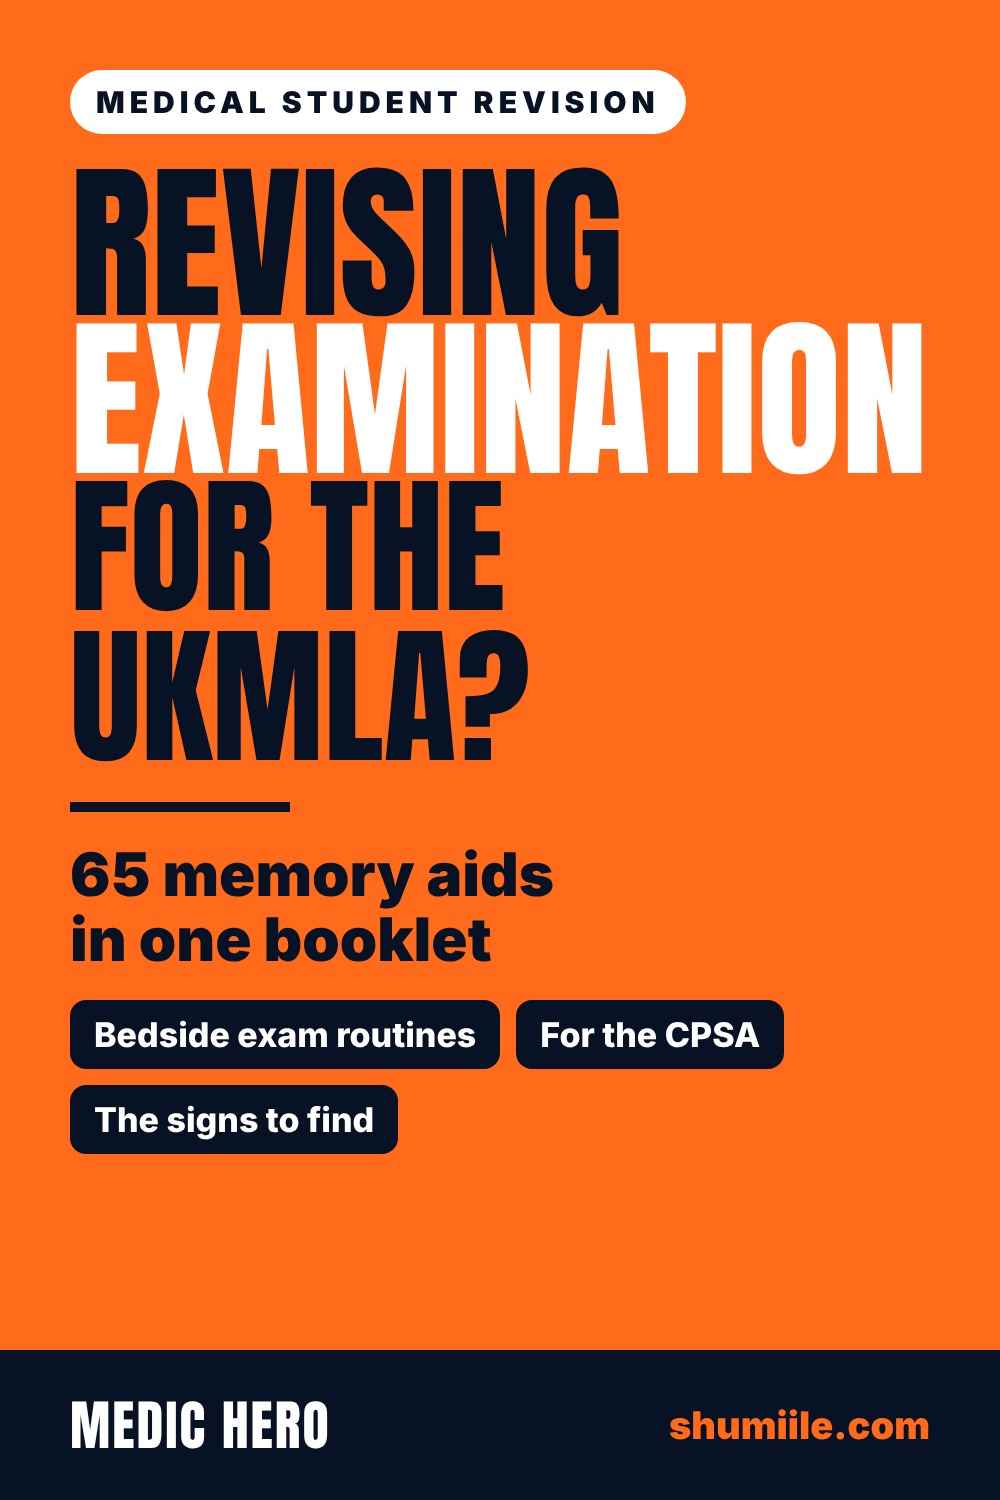 MEDICAL STUDENT REVISION
REVISING
EXAMINATION
FOR THE
UKMLA?
65 memory aids
in one booklet
Bedside exam routines
For the CPSA
The signs to find
MEDIC HERO
shumiile.com